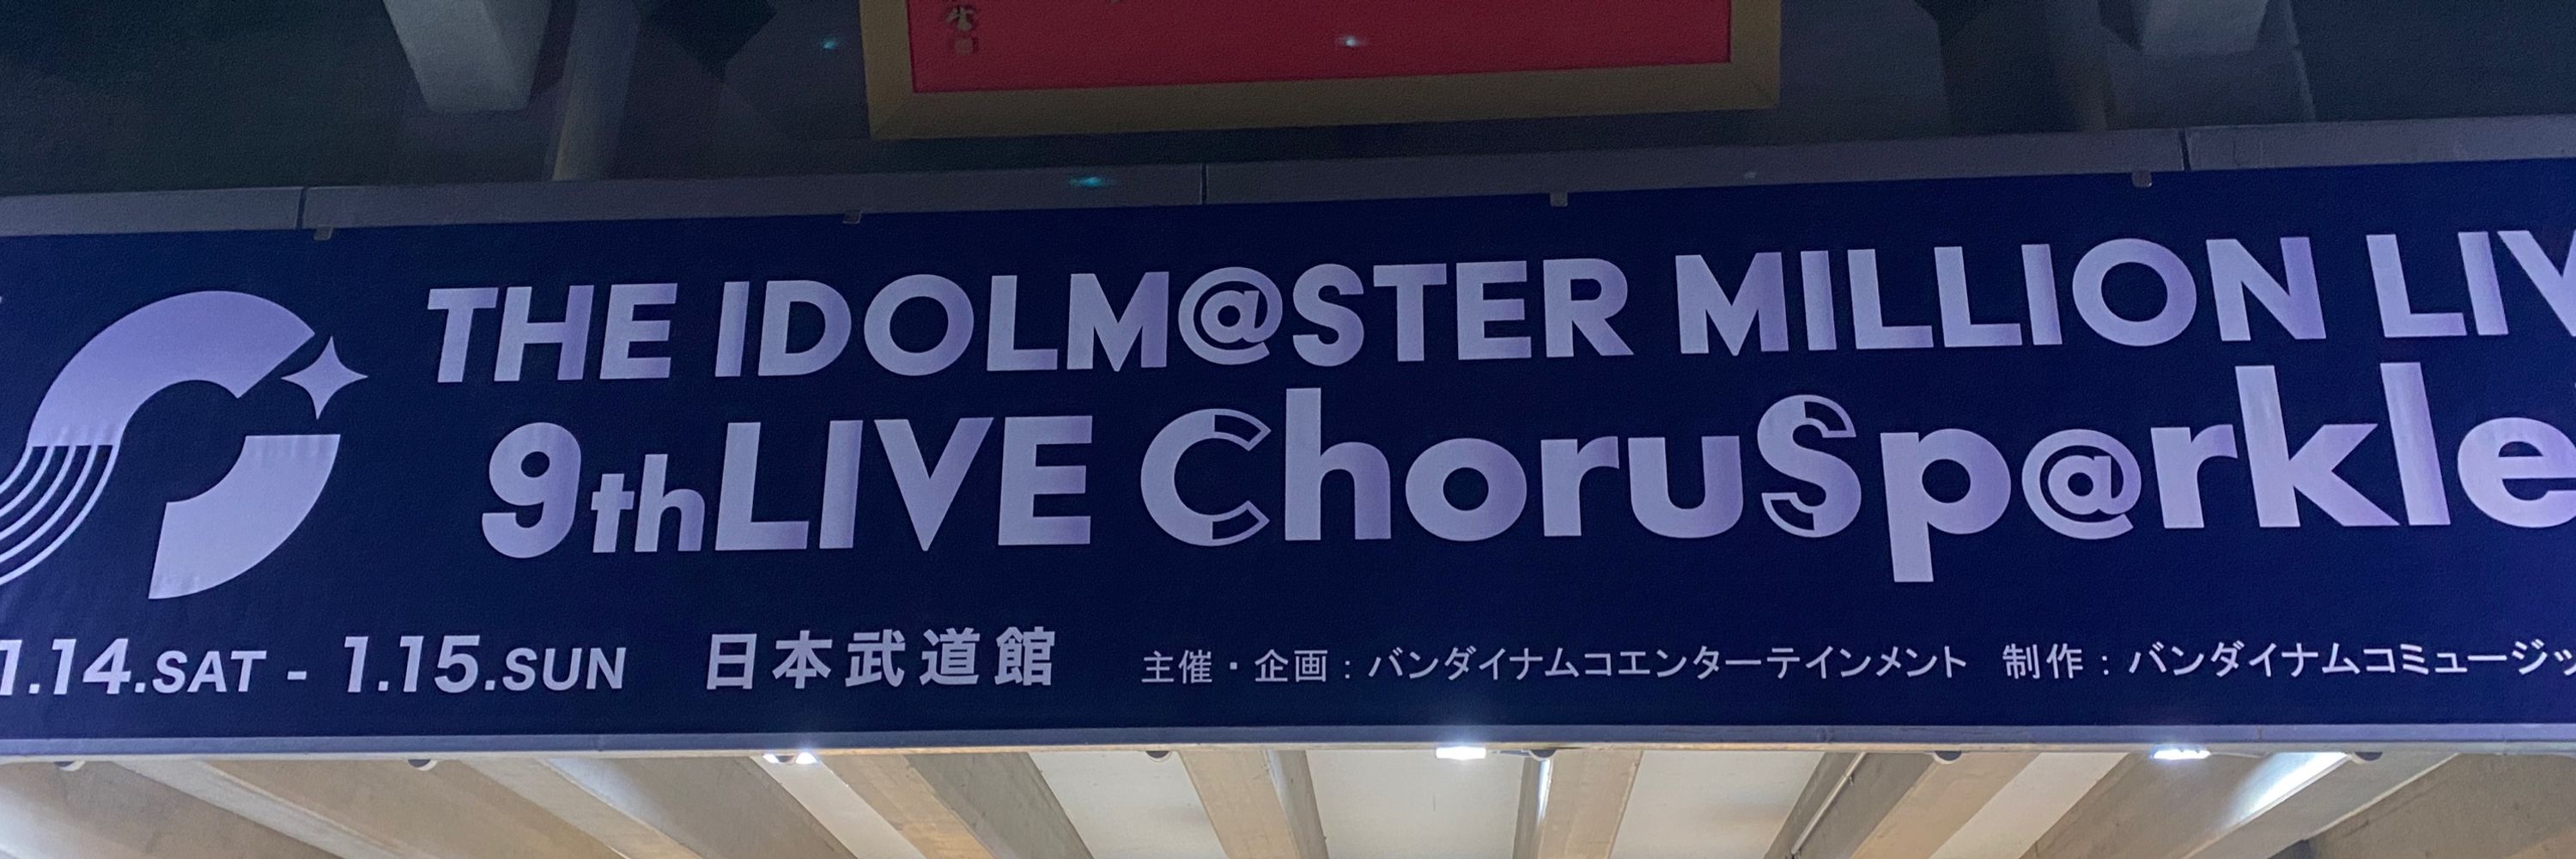 THE IDOLM@STER MILLION LIV
9thLIVE ChoruSp@rkle
1.14.SAT - 1.15.SUN 日本武道館 主催・企画：バンダイナムコエンターテインメント 制作：バンダイナムコミュージッ